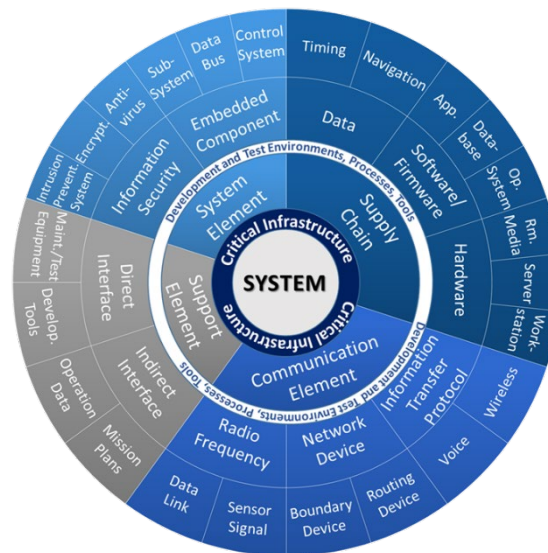 SYSTEM
Critical Infrastructure
Critical Infrastructure
Development and Test Environments, Processes, Tools
Development and Test Environments, Processes, Tools
Supply
Chain
Data
Timing
Navigation
Software/
Firmware
App.
Data-
base
Op.
System
Hardware
Rm.
Media
Server
Work-
station
Communication
Element
Information
Transfer
Protocol
Wireless
Voice
Network
Device
Routing
Device
Boundary
Device
Radio
Frequency
Sensor
Signal
Data
Link
Support
Element
Indirect
Interface
Mission
Plans
Operation
Data
Direct
Interface
Develop.
Tools
Maint./Test
Equipment
System
Element
Information
Security
Intrusion
Prevent.
System
Encrypt.
Anti-
virus
Embedded
Component
Sub-
System
Data
Bus
Control
System